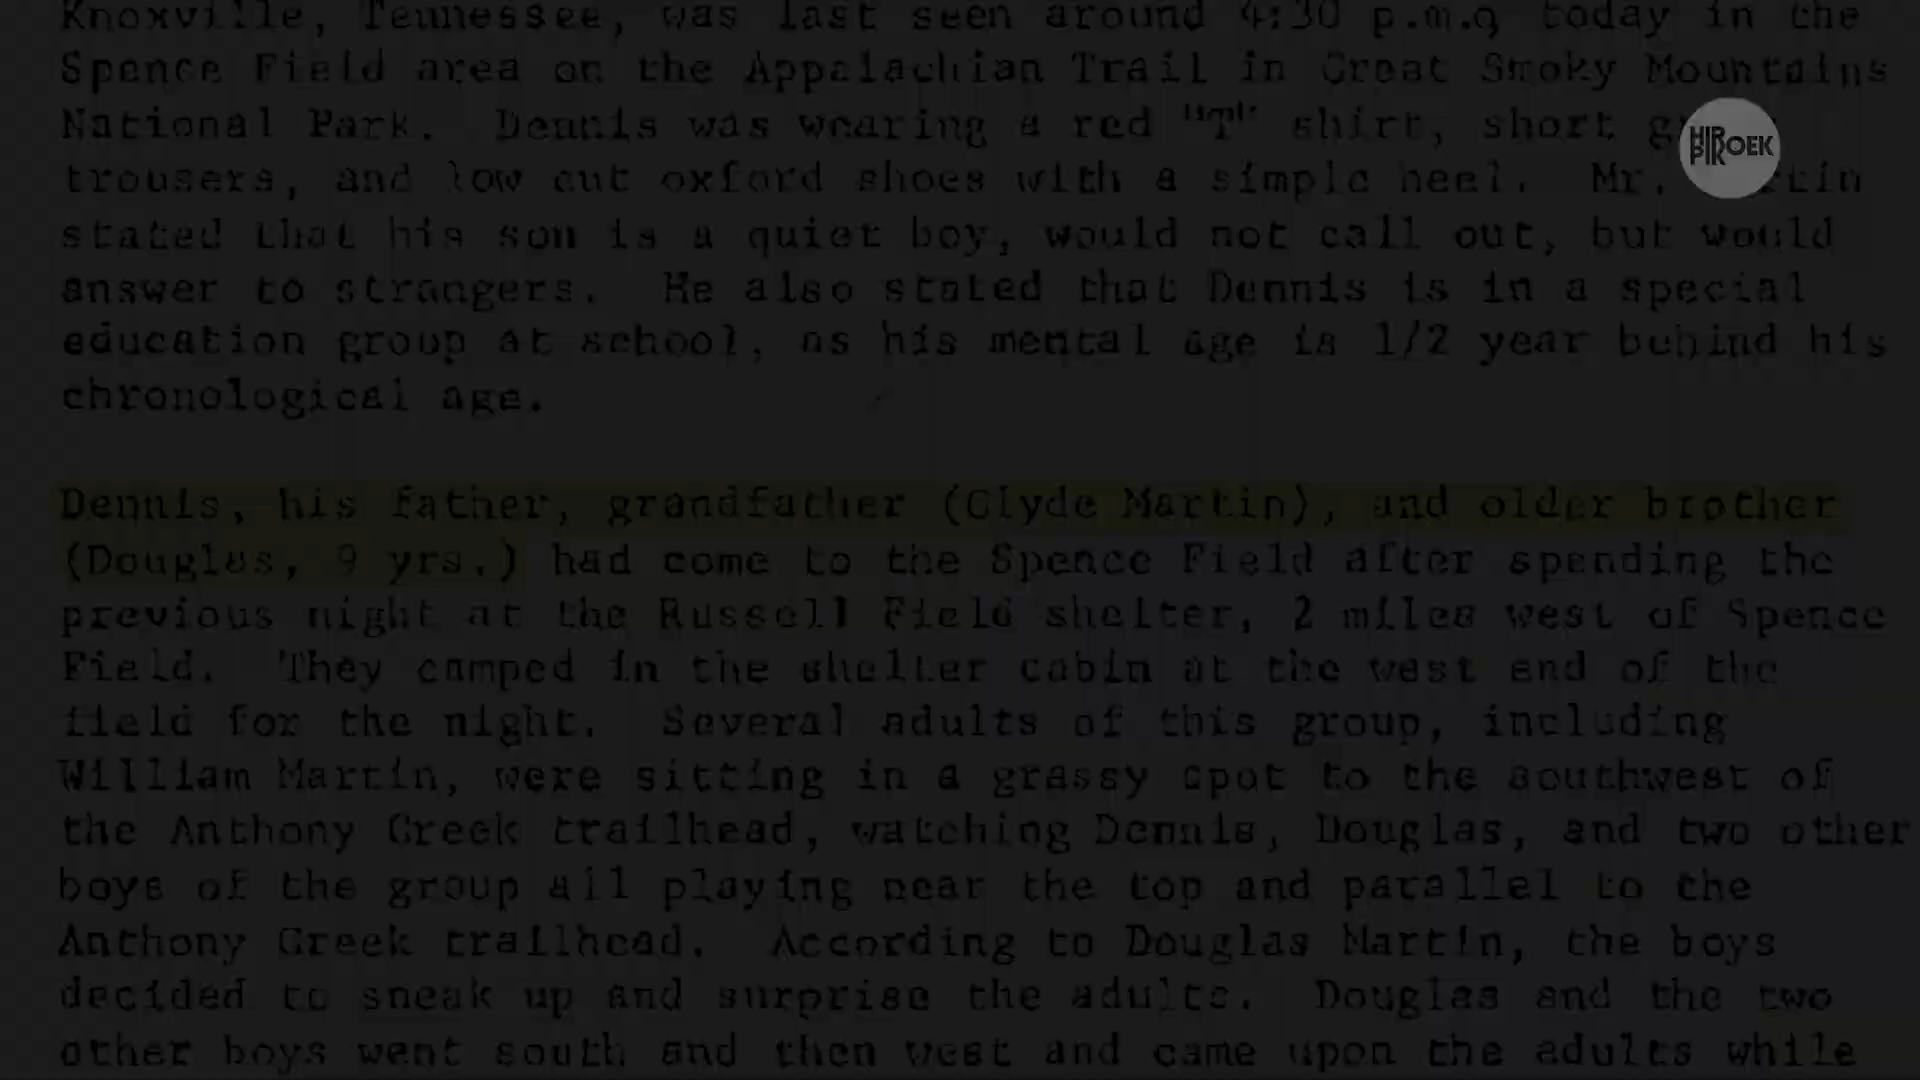 Knoxville, Tennessee, was last seen around 4:30 p.m. today in the
Spence Field area on the Appalachian Trail in Great Smoky Mountains
National Park. Dennis was wearing a red "T" shirt, short
trousers, and low cut oxford shoes with a simple heel. Mr.
stated that his son is a quiet boy, would not call out, but would
answer to strangers. He also stated that Dennis is in a special
education group at school, as his mental age is 1/2 year behind his
chronological age.
Dennis, his father, grandfather (Clyde Martin), and older brother
(Douglas, 9 yrs.) had come to the Spence Field after spending the
previous night at the Russell Field shelter, 2 miles west of Spence
Field. They camped in the shelter cabin at the west end of the
field for the night. Several adults of this group, including
William Martin, were sitting in a grassy spot to the southwest of
the Anthony Creek trailhead, watching Dennis, Douglas, and two other
boys of the group all playing near the top and parallel to the
Anthony Creek trailhead. According to Douglas Martin, the boys
decided to sneak up and surprise the adults. Douglas and the two
other boys went south and then west and came upon the adults while